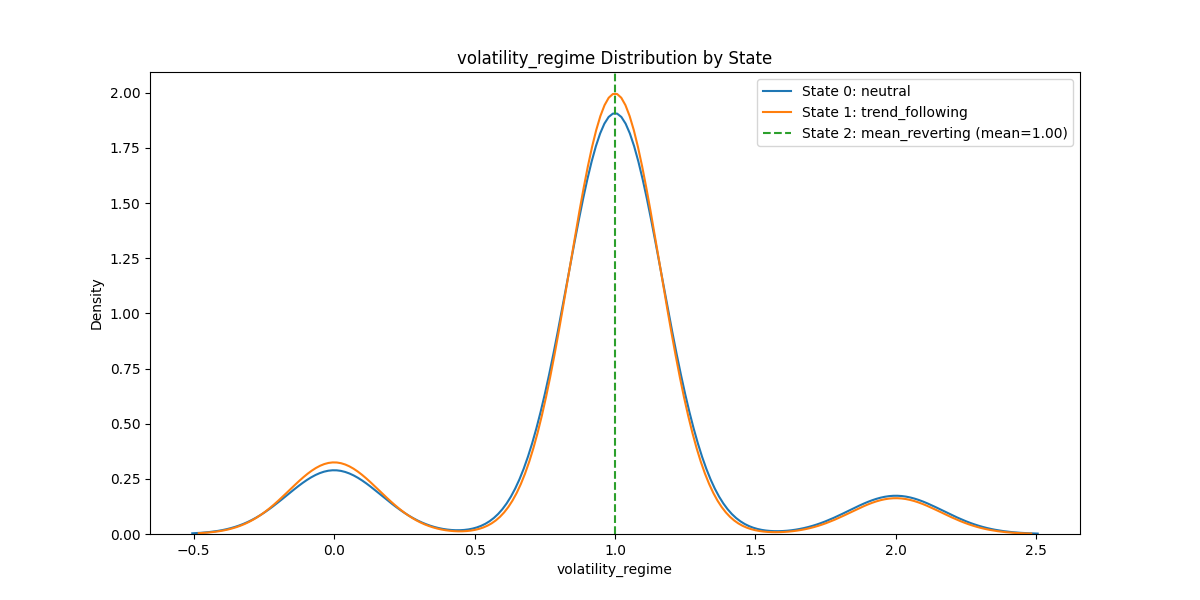 volatility_regime Distribution by State
State 0: neutral
State 1: trend_following
State 2: mean_reverting (mean=1.00)
Density
2.00
1.75
1.50
1.25
1.00
0.75
0.50
0.25
0.00
−0.5 0.0 0.5 1.0 1.5 2.0 2.5
volatility_regime